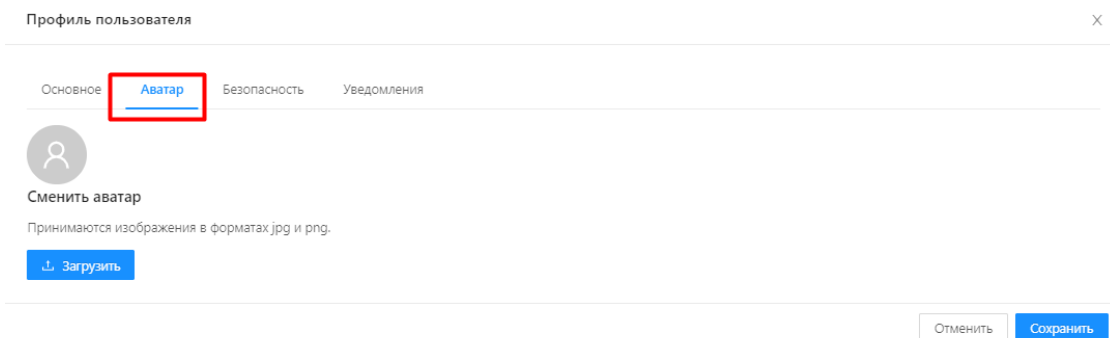 Профиль пользователя
Основное Аватар Безопасность Уведомления
Сменить аватар
Принимаются изображения в форматах jpg и png.
Загрузить
Отменить Сохранить